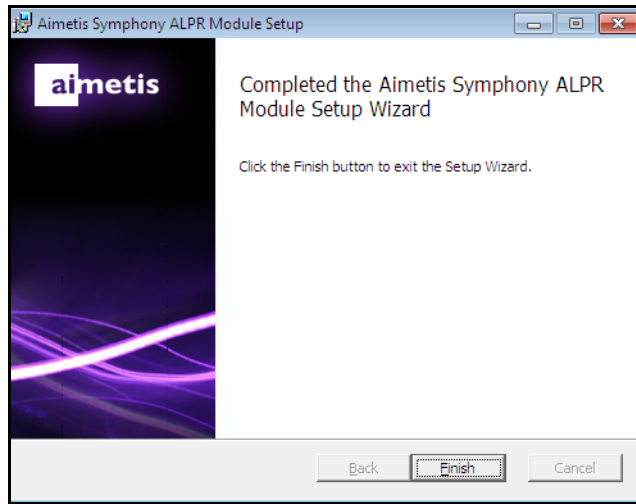 Aimetis Symphony ALPR Module Setup
aimetis
Completed the Aimetis Symphony ALPR
Module Setup Wizard
Click the Finish button to exit the Setup Wizard.
Back
Finish
Cancel